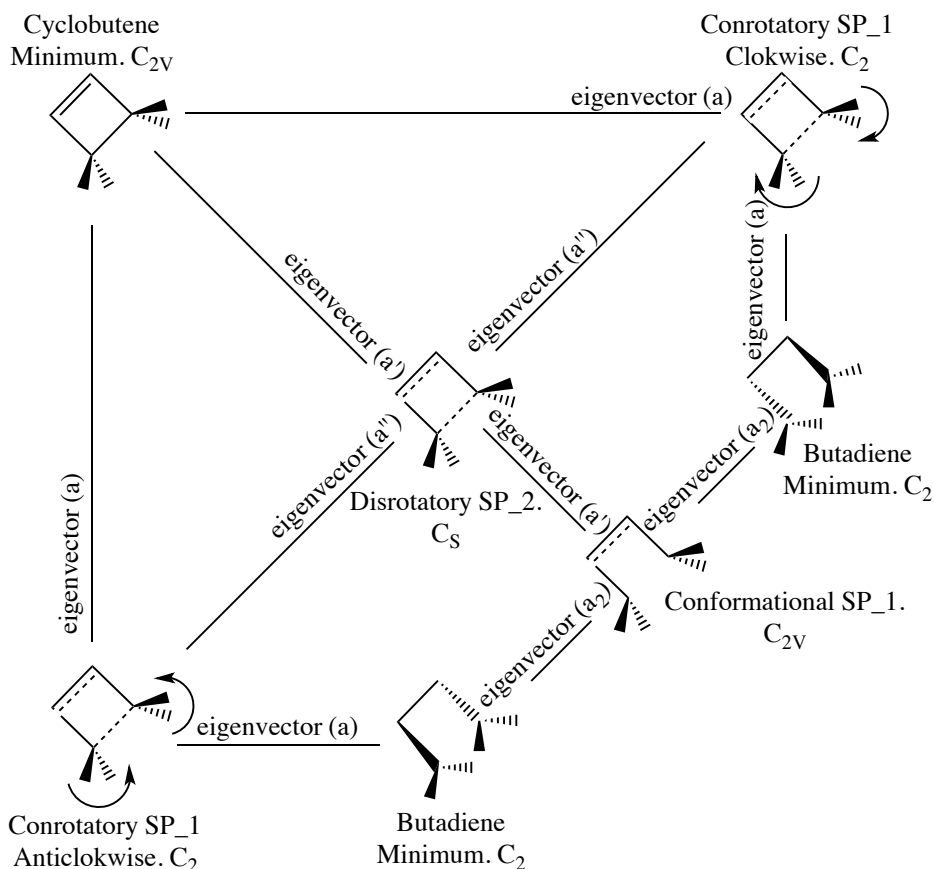 Cyclobutene
Minimum. C2V
Conrotatory SP_1
Clokwise. C2
eigenvector (a)
eigenvector (a)
eigenvector (a')
eigenvector (a'')
eigenvector (a)
eigenvector (a'')
Disrotatory SP_2.
CS
eigenvector (a')
eigenvector (a2)
Butadiene
Minimum. C2
eigenvector (a2)
Conformational SP_1.
C2V
eigenvector (a)
Conrotatory SP_1
Anticlokwise. C2
Butadiene
Minimum. C2